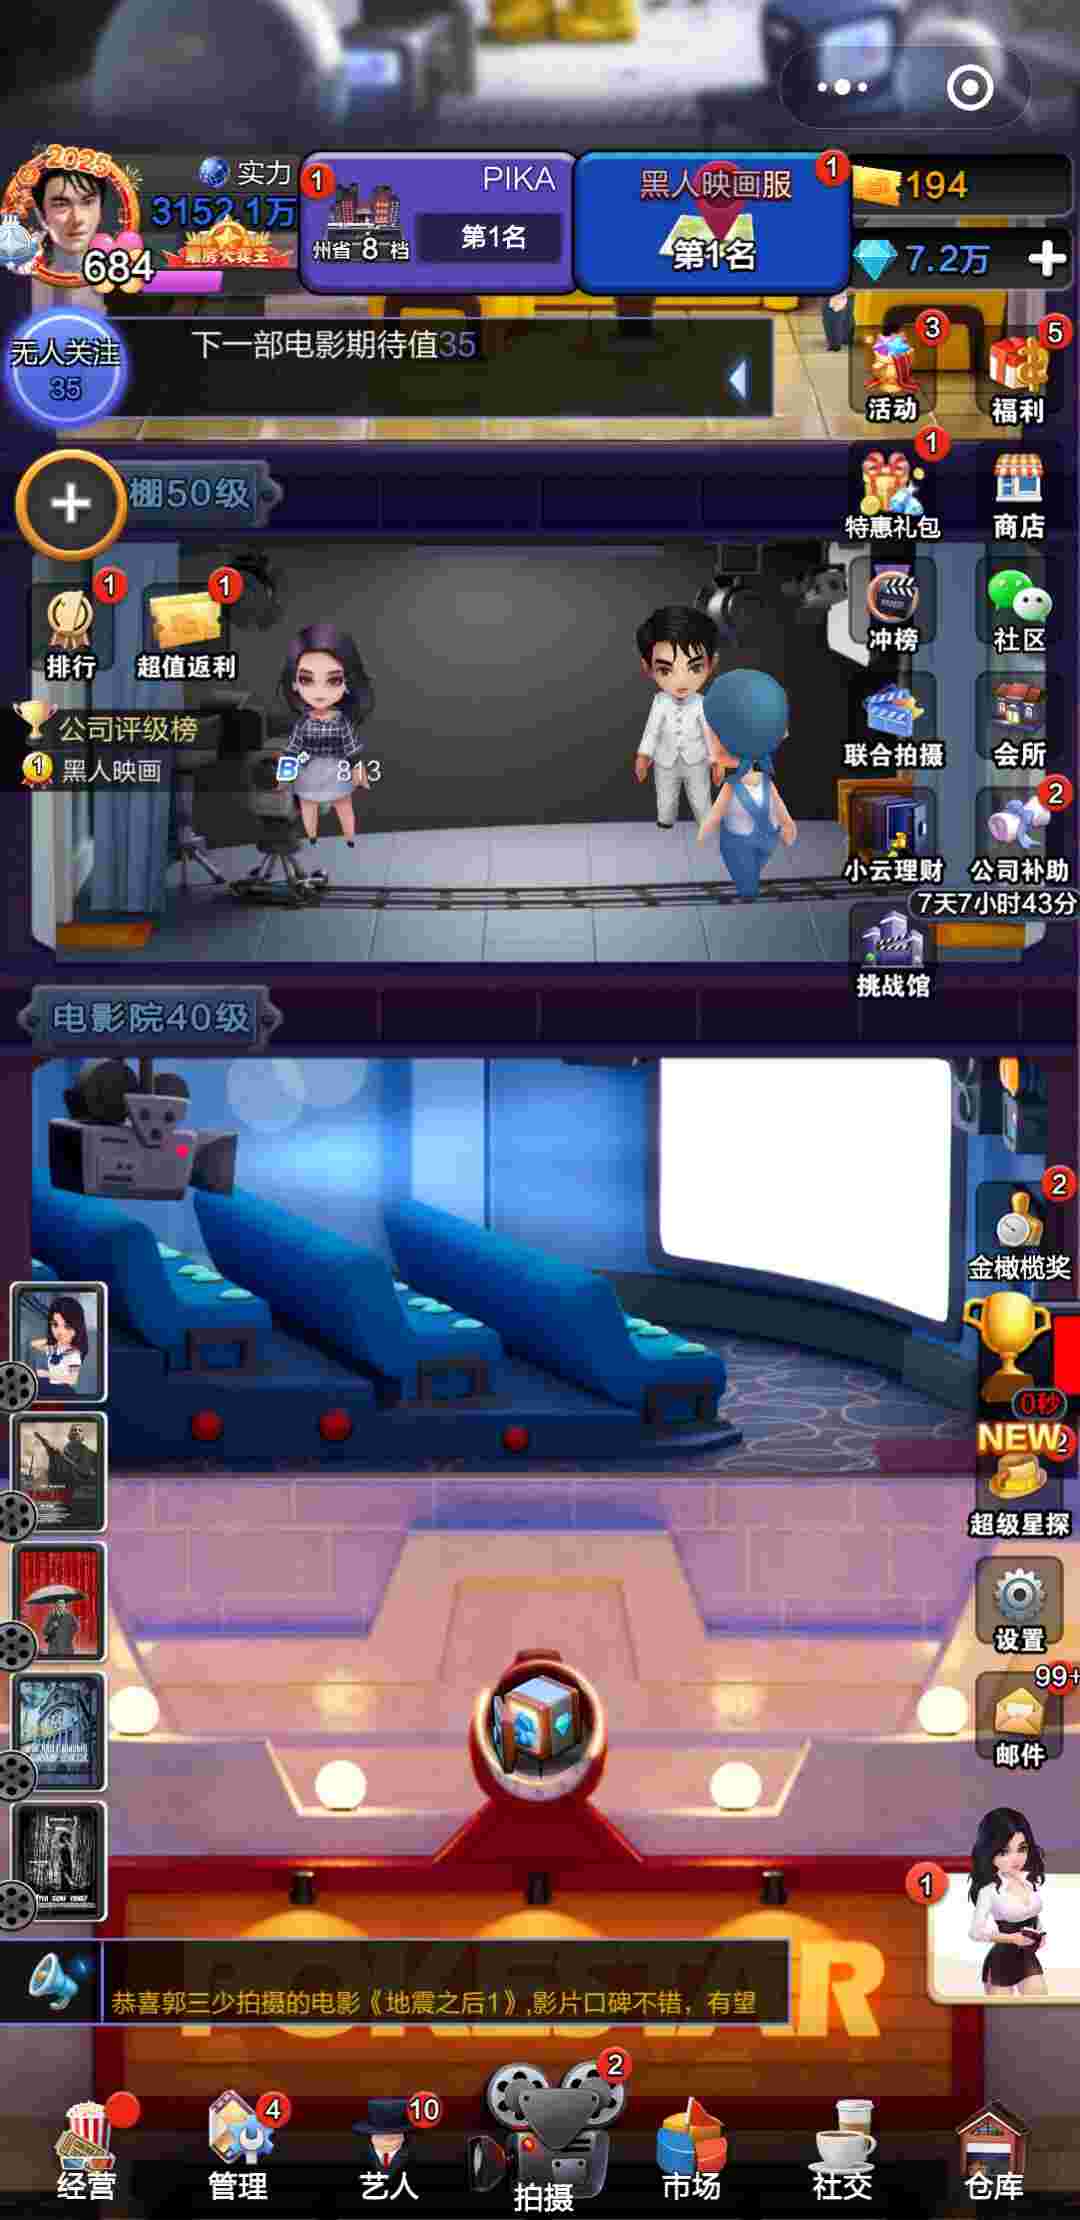 2025
实力
3152.1万
684
票房大卖王
1
PIKA
州省 8 档
第1名
黑人映画服
1
第1名
194
7.2万
无人关注
35
下一部电影期待值35
3
活动
5
福利
棚50级
1
特惠礼包
商店
1
排行
1
超值返利
冲榜
社区
公司评级榜
1 黑人映画
B+ 813
联合拍摄
会所
小云理财
2
公司补助
7天7小时43分
挑战馆
电影院40级
2
金橄榄奖
0秒
NEW
2
超级星探
设置
99+
邮件
1
POKESTAR
恭喜郭三少拍摄的电影《地震之后1》,影片口碑不错，有望
经营
4
管理
10
艺人
2
拍摄
市场
社交
仓库